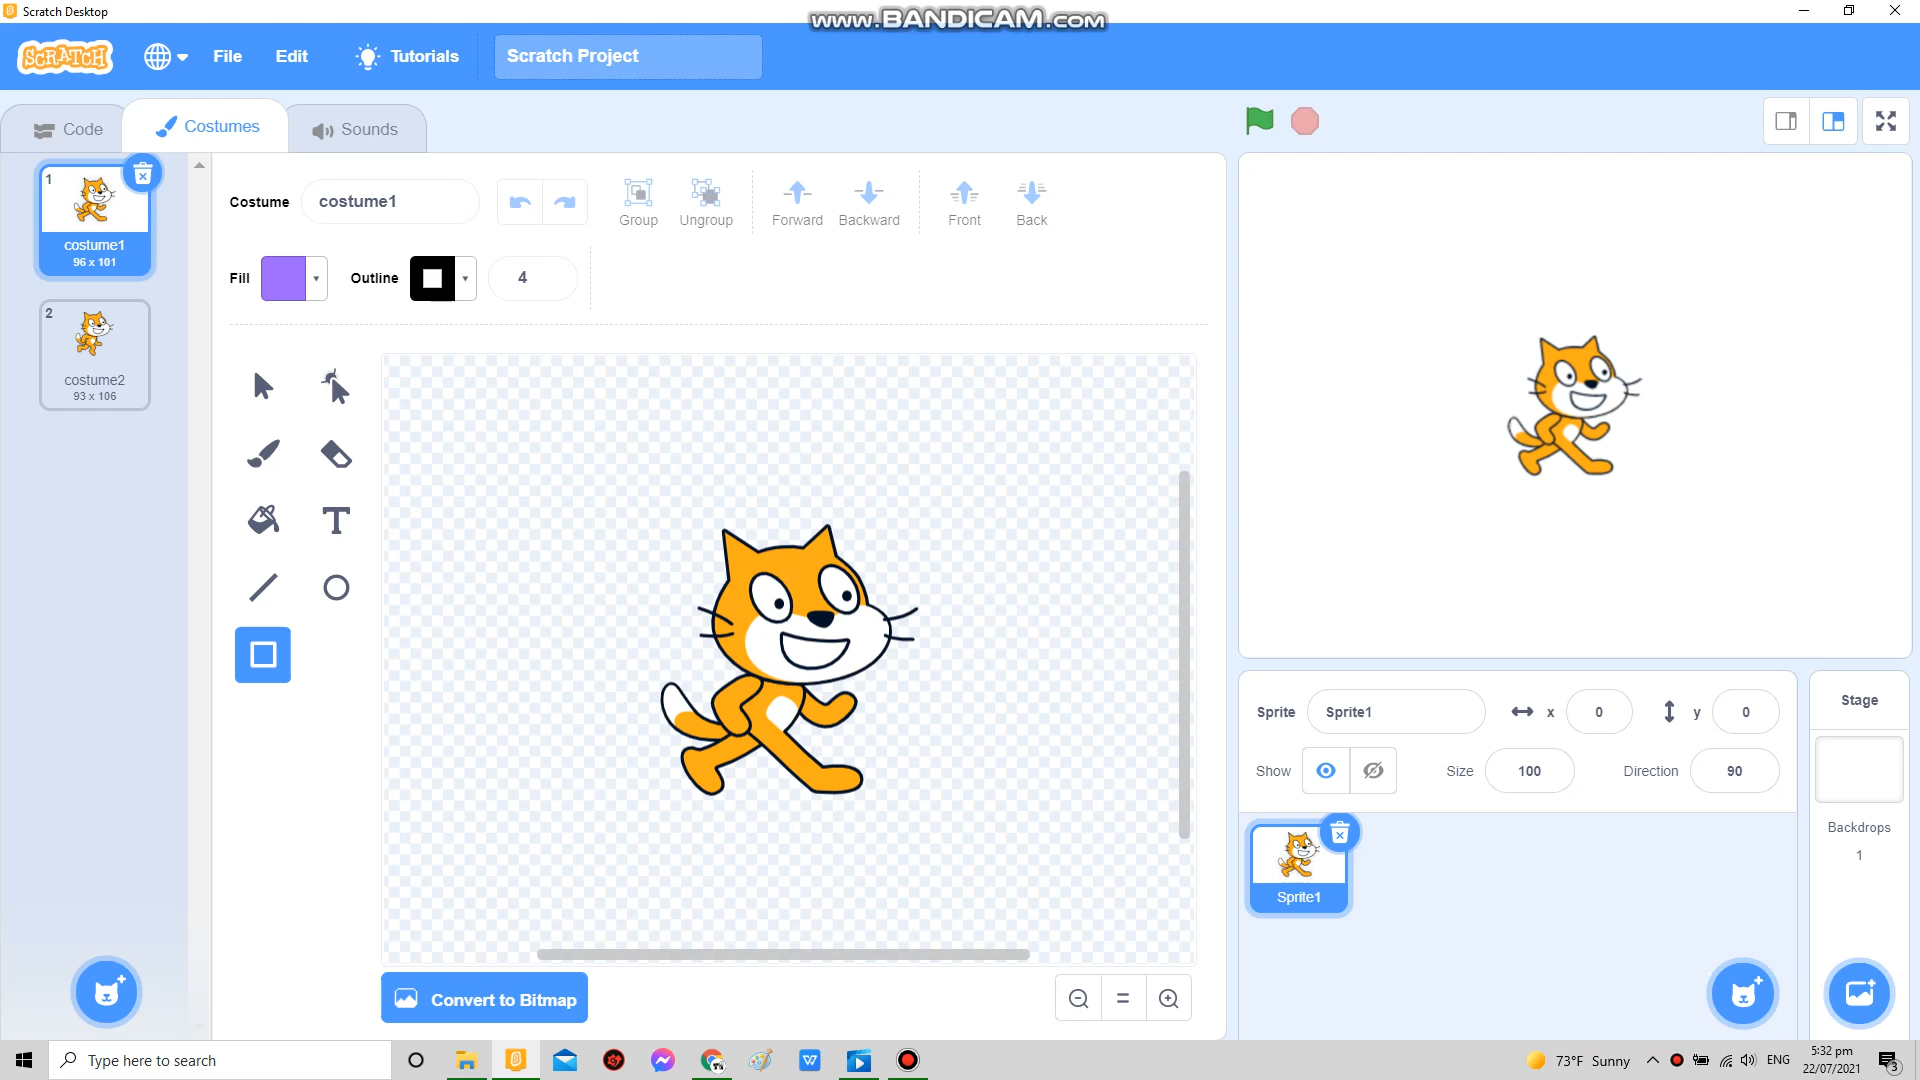 Scratch Desktop
www.BANDICAM.com
SCRATCH
File
Edit
Tutorials
Scratch Project
Code
Costumes
Sounds
1
costume1
96 x 101
2
costume2
93 x 106
Costume
costume1
Group
Ungroup
Forward
Backward
Front
Back
Fill
Outline
4
T
Convert to Bitmap
Sprite
Sprite1
x
0
y
0
Show
Size
100
Direction
90
Sprite1
Stage
Backdrops
1
Type here to search
73°F Sunny
ENG
5:32 pm
22/07/2021
3